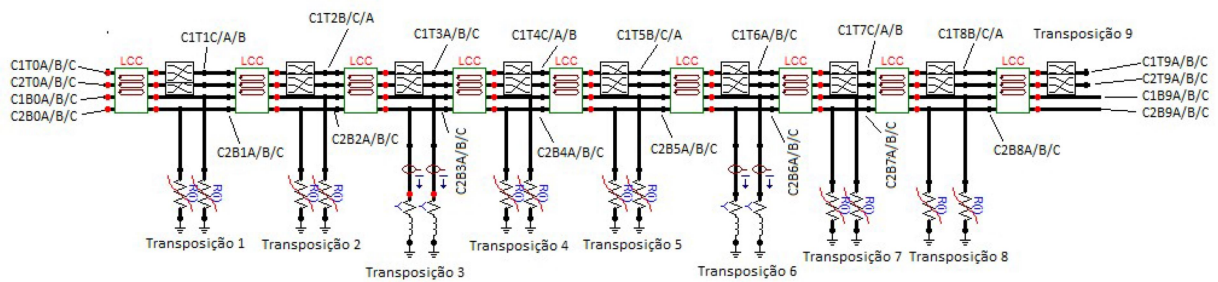 C1T2B/C/A
C1T1C/A/B
C1T3A/B/C
C1T4C/A/B
C1T5B/C/A
C1T6A/B/C
C1T7C/A/B
C1T8B/C/A
Transposição 9
LCC
LCC
LCC
LCC
LCC
LCC
LCC
LCC
LCC
C1T0A/B/C
C2T0A/B/C
C1B0A/B/C
C2B0A/B/C
C1T9A/B/C
C2T9A/B/C
C1B9A/B/C
C2B9A/B/C
C2B1A/B/C
C2B2A/B/C
C2B3A/B/C
C2B4A/B/C
C2B5A/B/C
C2B6A/B/C
C2B7A/B/C
C2B8A/B/C
I
I
I
I
R(i)
R(i)
R(i)
R(i)
Y
Y
R(i)
R(i)
R(i)
R(i)
Y
Y
R(i)
R(i)
R(i)
R(i)
Transposição 1
Transposição 2
Transposição 3
Transposição 4
Transposição 5
Transposição 6
Transposição 7
Transposição 8